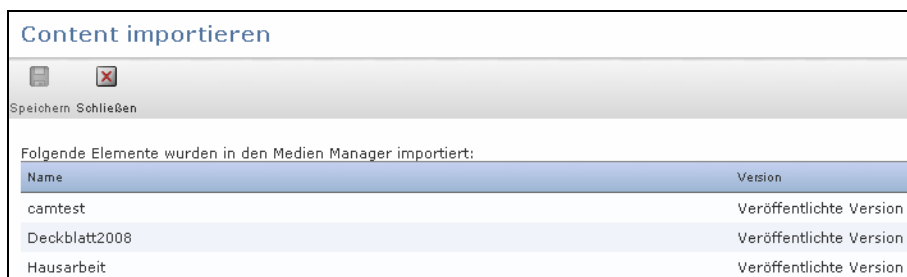 Content importieren
Speichern Schließen
Folgende Elemente wurden in den Medien Manager importiert:
Name Version
camtest Veröffentlichte Version
Deckblatt2008 Veröffentlichte Version
Hausarbeit Veröffentlichte Version